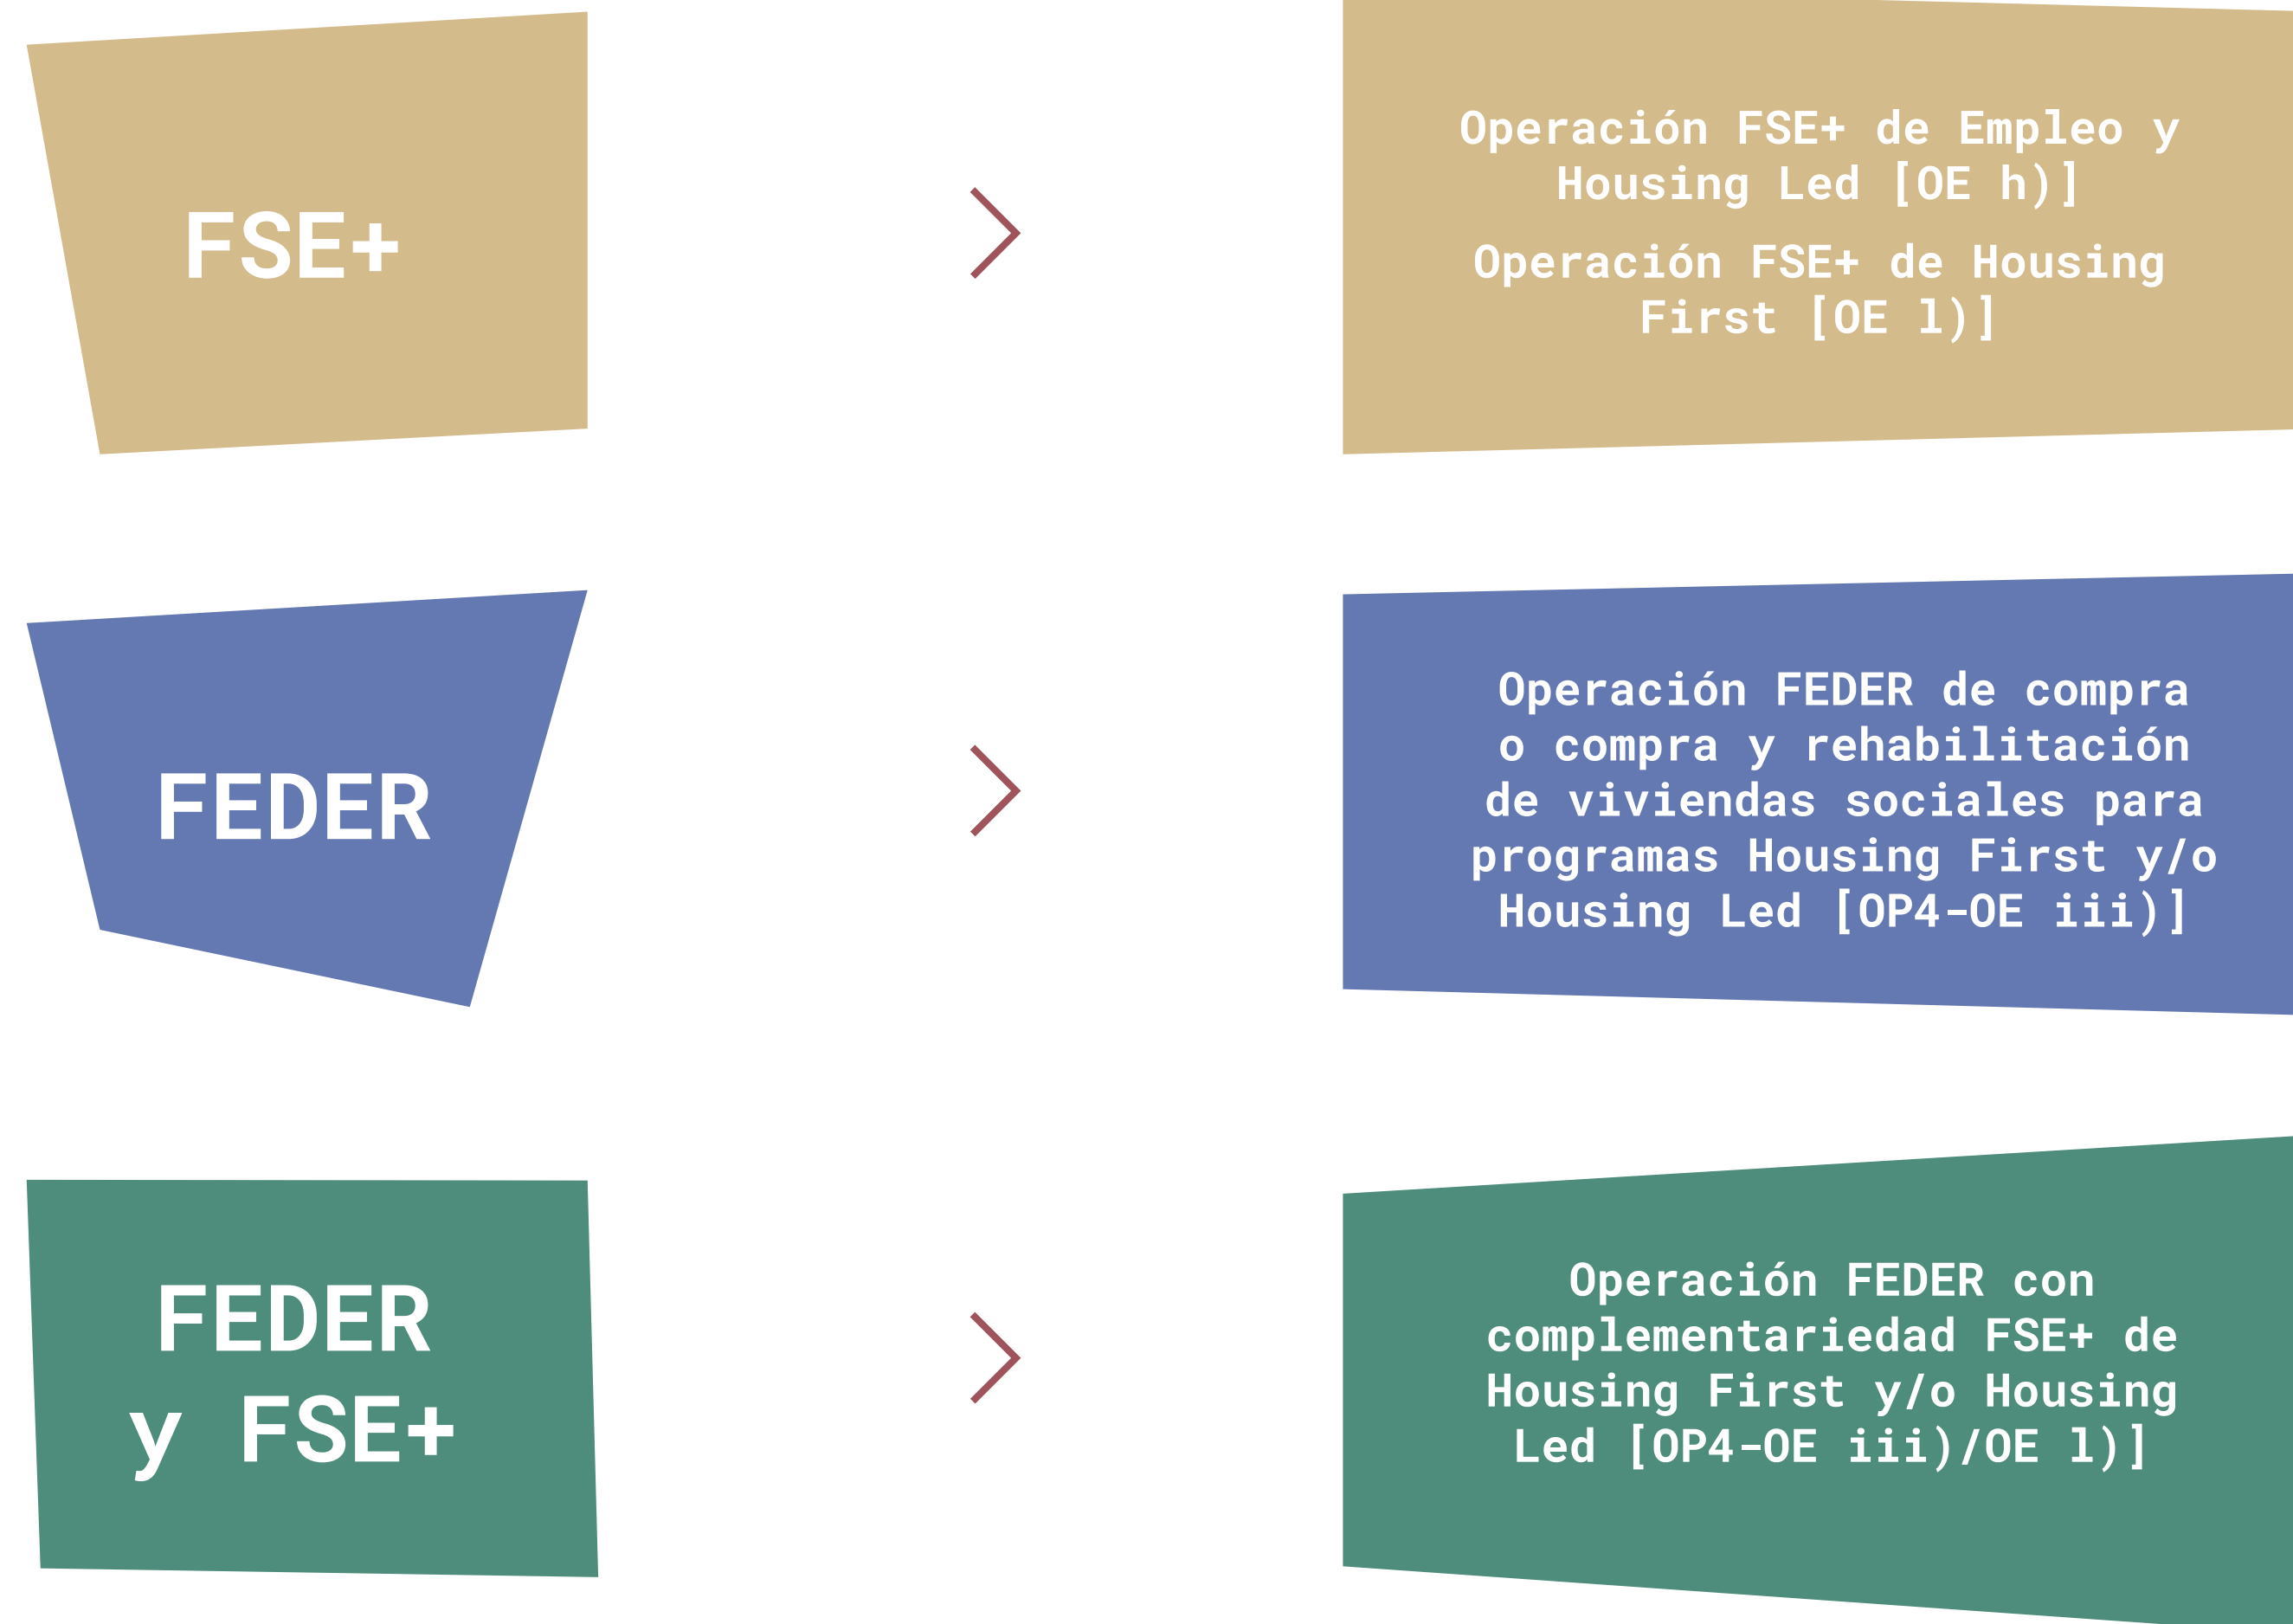 FSE+
Operación FSE+ de Empleo y
Housing Led [OE h)]
Operación FSE+ de Housing
First [OE l)]
FEDER
Operación FEDER de compra
o compra y rehabilitación
de viviendas sociales para
programas Housing First y/o
Housing Led [OP4-OE iii)]
FEDER
y FSE+
Operación FEDER con
complementariedad FSE+ de
Housing First y/o Housing
Led [OP4-OE iii)/OE l)]